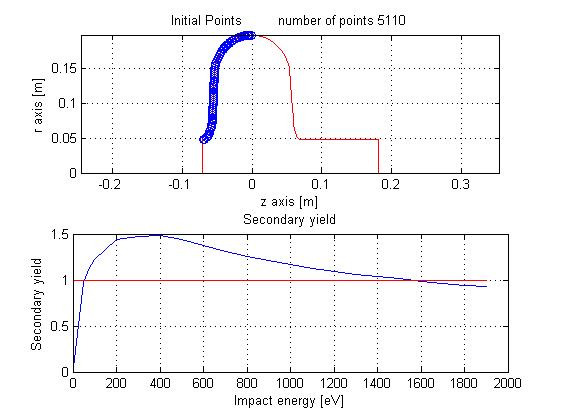 Initial Points number of points 5110
0.15
0.1
0.05
0
r axis [m]
-0.2 -0.1 0 0.1 0.2 0.3
z axis [m]
Secondary yield
1.5
1
0.5
0
Secondary yield
0 200 400 600 800 1000 1200 1400 1600 1800 2000
Impact energy [eV]